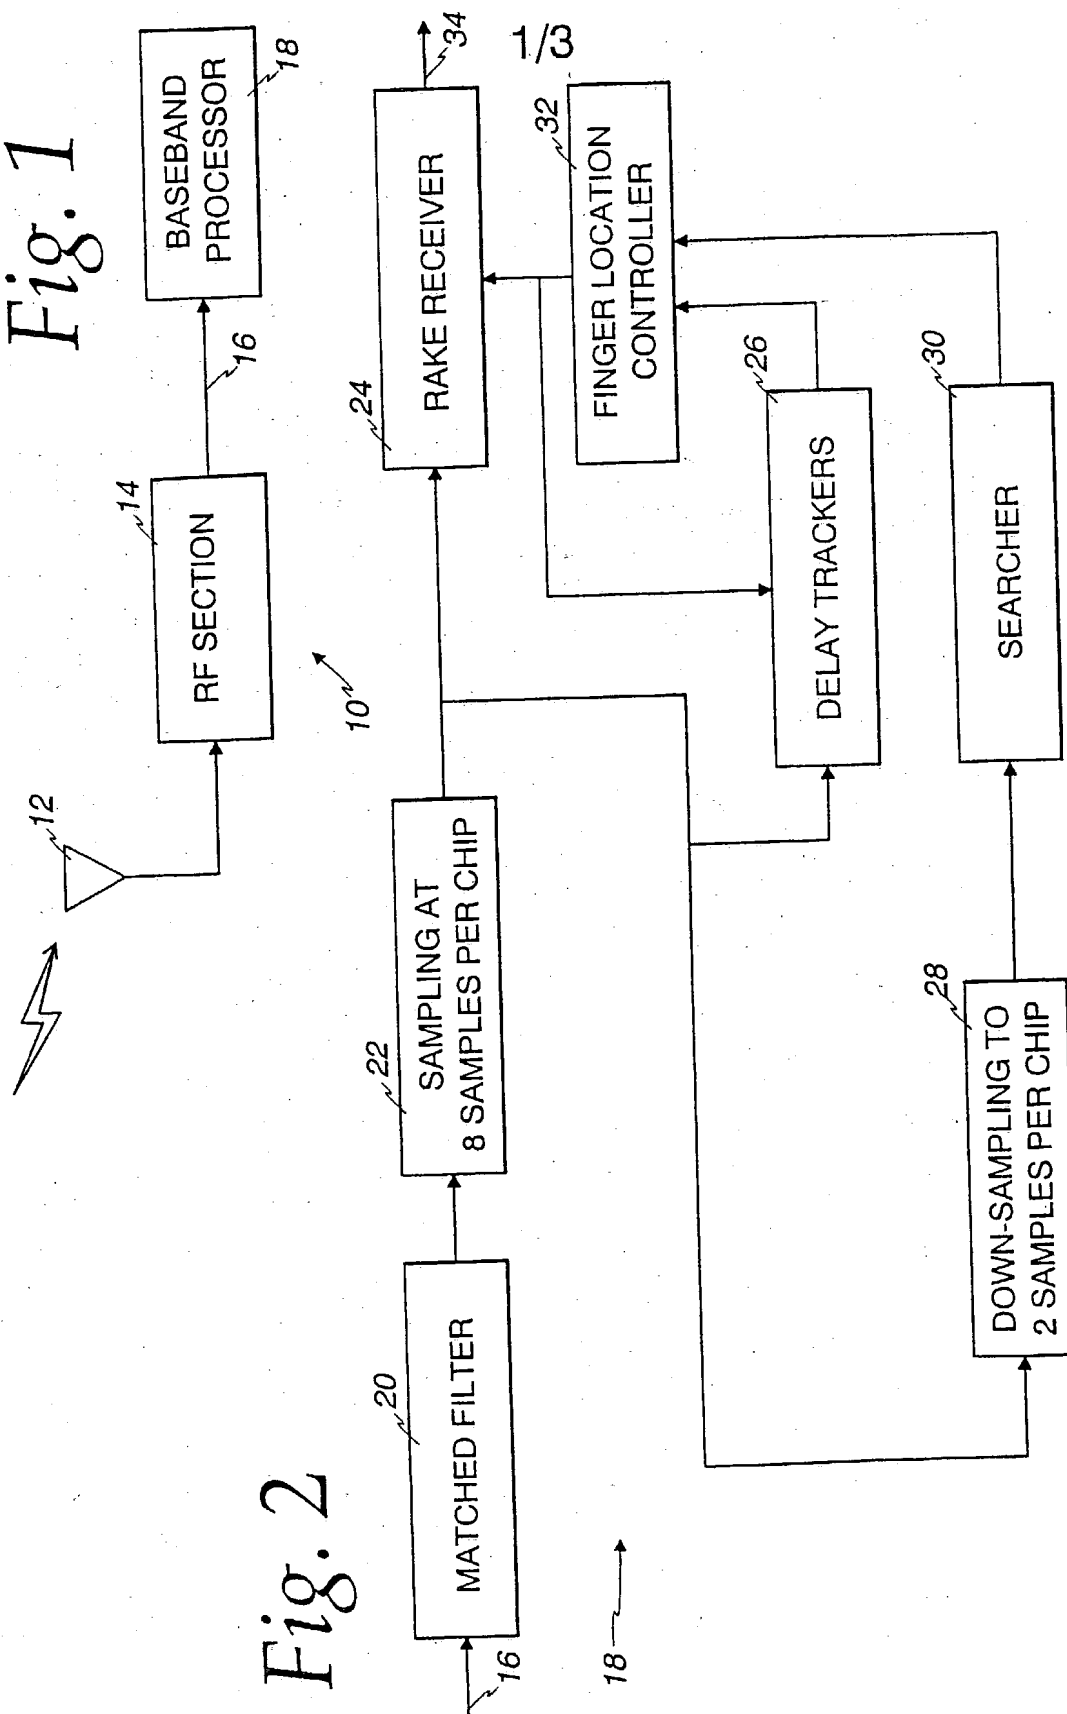 1/3
Fig. 1
12
14
RF SECTION
16
BASEBAND
PROCESSOR
18
10
Fig. 2
16
20
MATCHED FILTER
22
SAMPLING AT
8 SAMPLES PER CHIP
24
RAKE RECEIVER
34
32
FINGER LOCATION
CONTROLLER
26
DELAY TRACKERS
28
DOWN-SAMPLING TO
2 SAMPLES PER CHIP
30
SEARCHER
18